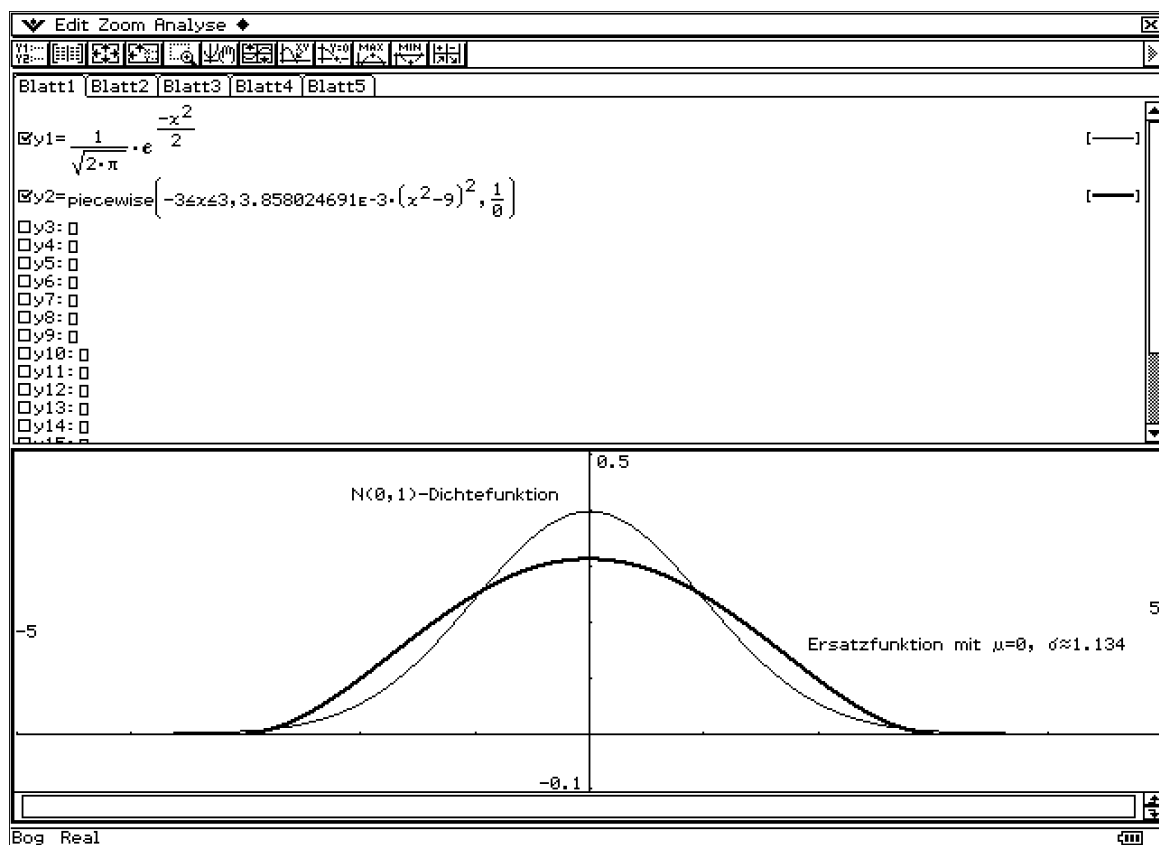 Edit Zoom Analyse
Blatt1 Blatt2 Blatt3 Blatt4 Blatt5
y1=1/√(2·π)·e^(-x²/2)
y2=piecewise(-3≤x≤3,3.858024691E-3·(x²-9)²,1/0)
y3:
y4:
y5:
y6:
y7:
y8:
y9:
y10:
y11:
y12:
y13:
y14:
y15:
0.5
N(0,1)-Dichtefunktion
5
-5
Ersatzfunktion mit μ=0, σ≈1.134
-0.1
Bog Real